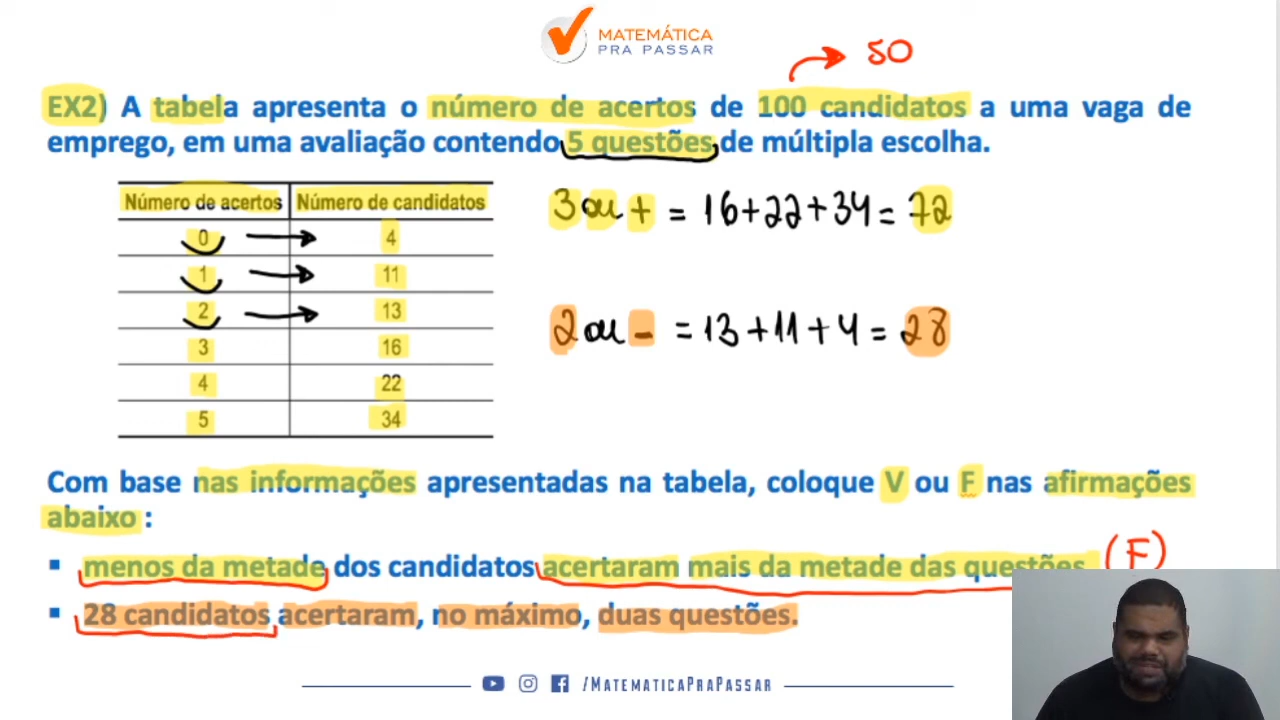 MATEMÁTICA
PRA PASSAR
50
EX2) A tabela apresenta o número de acertos de 100 candidatos a uma vaga de
emprego, em uma avaliação contendo 5 questões de múltipla escolha.
Número de acertos Número de candidatos
0 4
1 11
2 13
3 16
4 22
5 34
3 ou + = 16+22+34 = 72
2 ou - = 13+11+4 = 28
Com base nas informações apresentadas na tabela, coloque V ou F nas afirmações
abaixo :
▪ menos da metade dos candidatos acertaram mais da metade das questões. (F)
▪ 28 candidatos acertaram, no máximo, duas questões.
/MATEMATICAPRAPASSAR